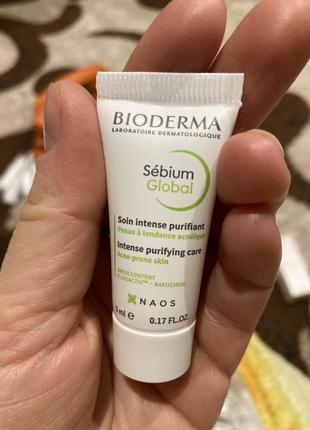 BIODERMA
LABORATOIRE DERMATOLOGIQUE
Sébium
Global
Soin intense purifiant
Peaux à tendance acnéique
Intense purifying care
Acne-prone skin
BREVET/PATENT
FLUIDACTIV™ - BAKUCHIOL
NAOS
5 ml e 0.17 FL.OZ.